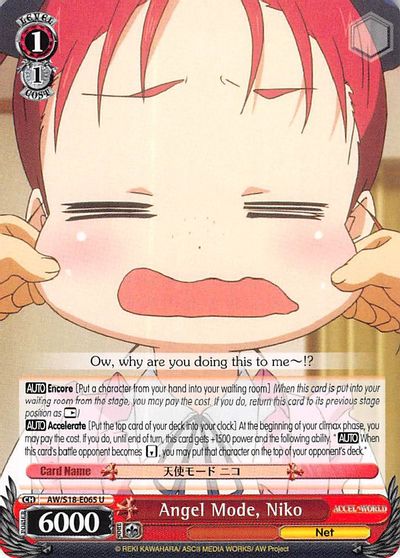 LEVEL
1
1
COST
Ow, why are you doing this to me～!?
AUTO Encore [Put a character from your hand into your waiting room] (When this card is put into your
waiting room from the stage, you may pay the cost. If you do, return this card to its previous stage
position as)
AUTO Accelerate [Put the top card of your deck into your clock] At the beginning of your climax phase, you
may pay the cost. If you do, until end of turn, this card gets +1500 power and the following ability. "AUTO When
this card's battle opponent becomes, you may put that character on the top of your opponent's deck."
Card Name 天使モード ニコ
CH AW/S18-E065 U
ACCEL WORLD
POWER 6000 SOUL Angel Mode, Niko
Net
© REKI KAWAHARA/ ASCII MEDIA WORKS/ AW Project